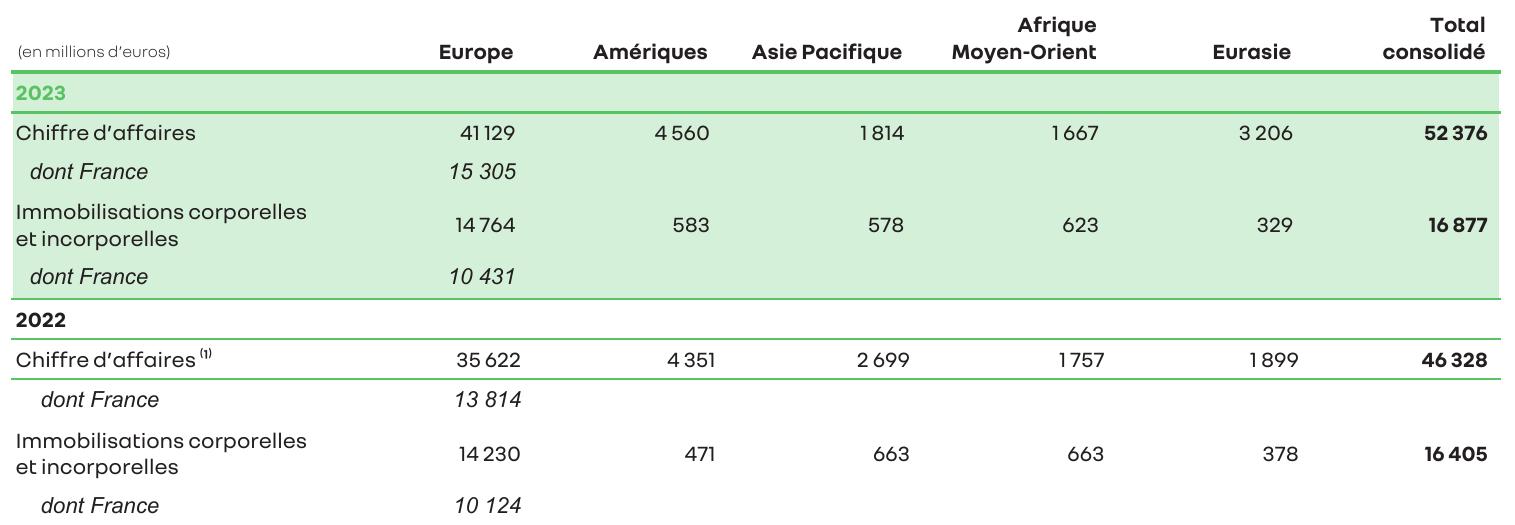 Afrique Total
(en millions d'euros) Europe Amériques Asie Pacifique Moyen-Orient Eurasie consolidé
2023
Chiffre d'affaires 41 129 4 560 1 814 1 667 3 206 52 376
dont France 15 305
Immobilisations corporelles
et incorporelles 14 764 583 578 623 329 16 877
dont France 10 431
2022
Chiffre d'affaires (1) 35 622 4 351 2 699 1 757 1 899 46 328
dont France 13 814
Immobilisations corporelles
et incorporelles 14 230 471 663 663 378 16 405
dont France 10 124